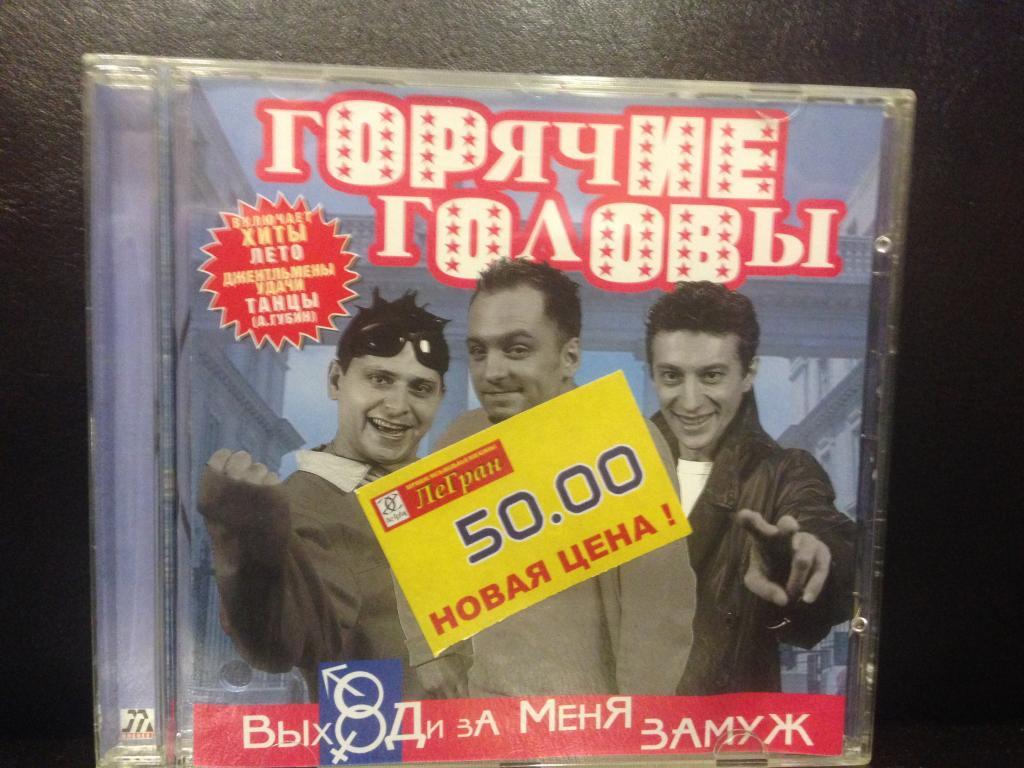 ГОРЯЧИЕ
ГОЛОВЫ
ВКЛЮЧАЕТ
ХИТЫ
ЛЕТО
ДЖЕНТЛЬМЕНЫ
УДАЧИ
ТАНЦЫ
(А.ГУБИН)
ЛеГран
50.00
НОВАЯ ЦЕНА !
ВыхОДи зА МенЯ ЗАМУЖ